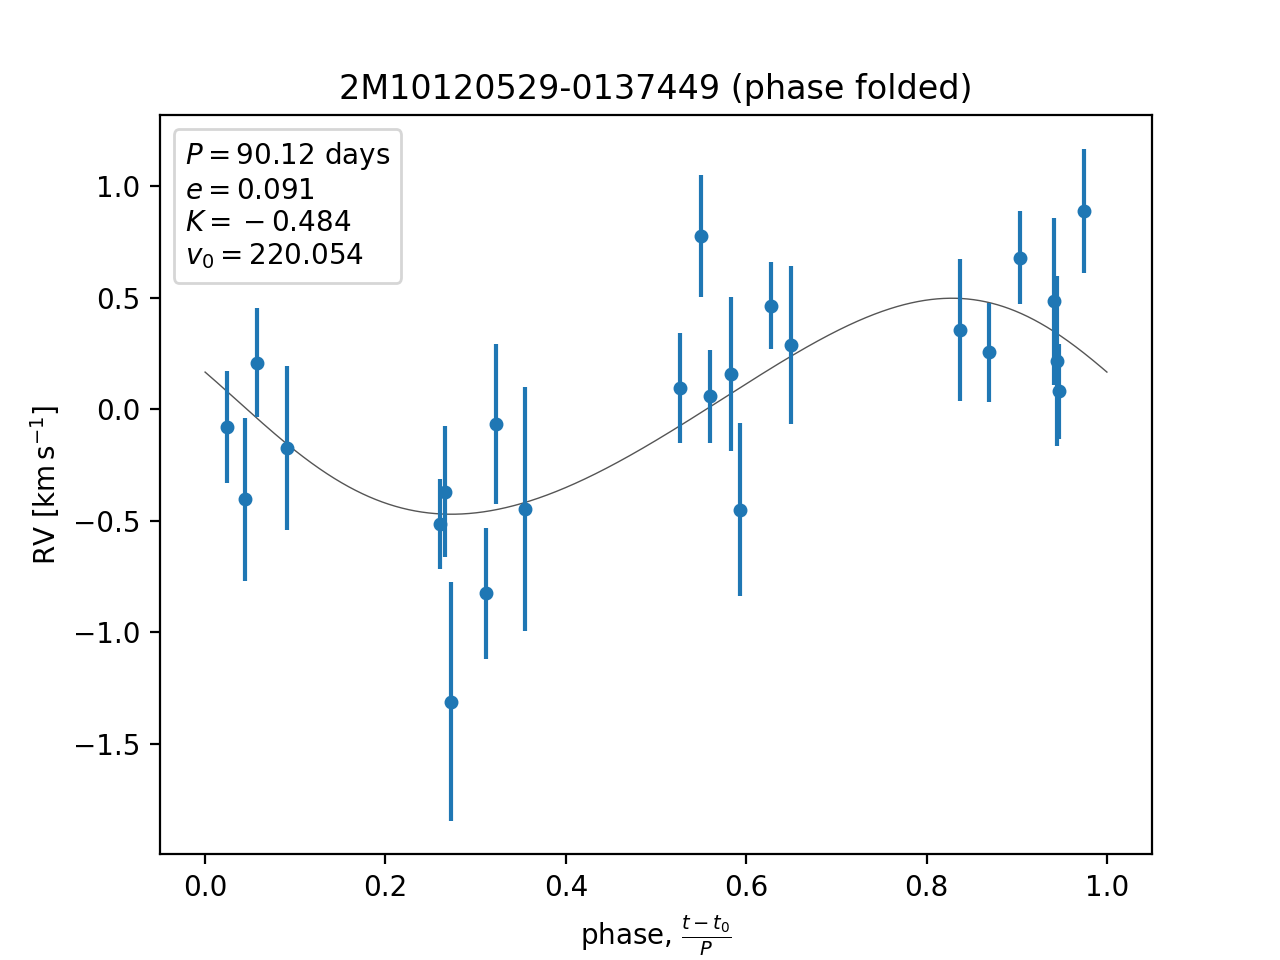 2M10120529-0137449 (phase folded)
P = 90.12 days
e = 0.091
K = −0.484
v₀ = 220.054
1.0
0.5
0.0
−0.5
−1.0
−1.5
RV [km s⁻¹]
0.0 0.2 0.4 0.6 0.8 1.0
phase, (t − t₀)/P